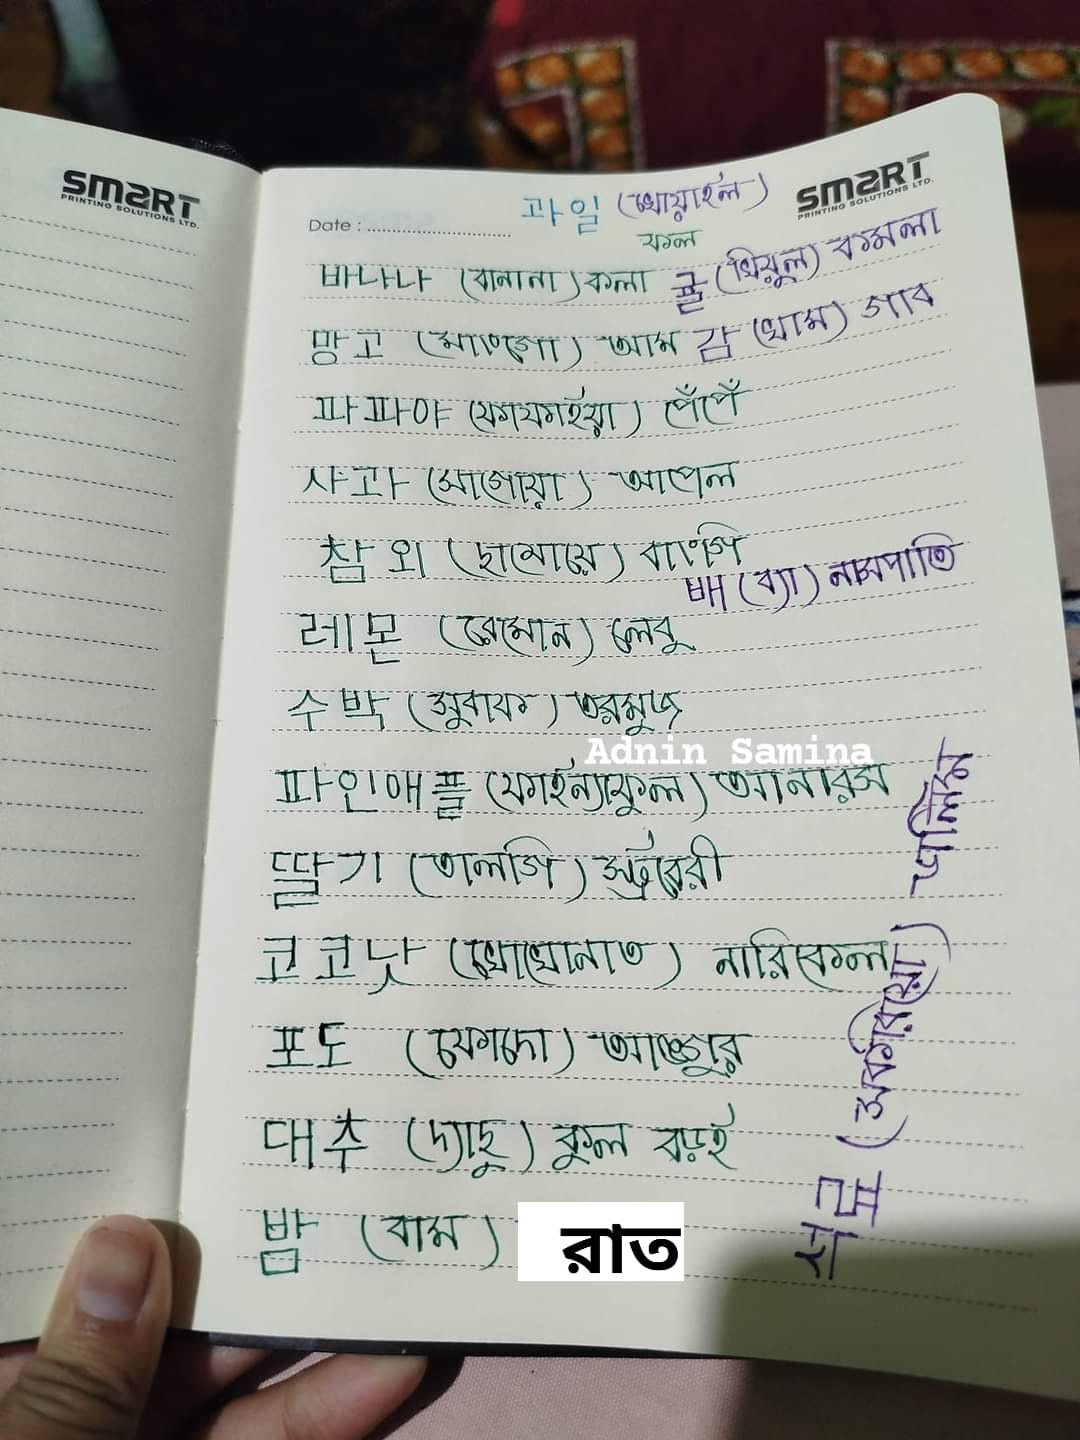 SMART
PRINTING SOLUTIONS LTD.
SMART
PRINTING SOLUTIONS LTD.
Date :
과일 (খোয়াইল)
ফল
바나나 (বানানা) কলা
귤 (খিয়ুল) কমলা
망고 (মাংগো) আম
감 (খাম) গাব
파파야 (ফাফাইয়া) পেঁপেঁ
사과 (সাগোয়া) আপেল
참외 (ছামোয়ে) বাংগি
배 (ব্যা) নাসপাতি
레몬 (রেমোন) লেবু
수박 (সুবাক) তরমুজ
Adnin Samina
파인애플 (ফাইন্যাফুল) আনারস
딸기 (তালগি) স্ট্রবেরী
코코낫 (খোখোনাত) নারিকেল
포도 (ফোদো) আঙ্গুর
대추 (দ্যাছু) কুল বড়ই
밤 (বাম) রাত
석류 (সকরিয়ো) ডালিম